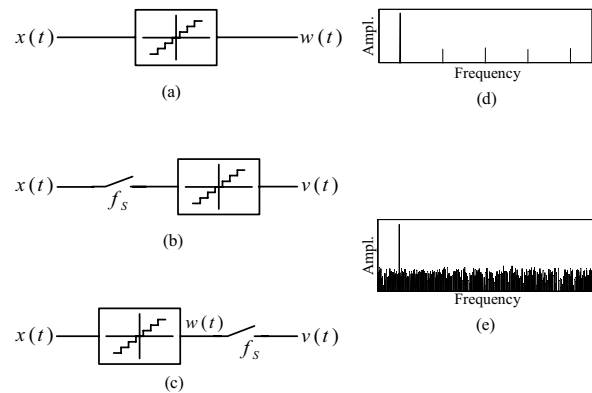 x(t)
w(t)
(a)
Ampl.
Frequency
(d)
x(t)
f_S
v(t)
(b)
Ampl.
Frequency
(e)
x(t)
w(t)
f_S
v(t)
(c)